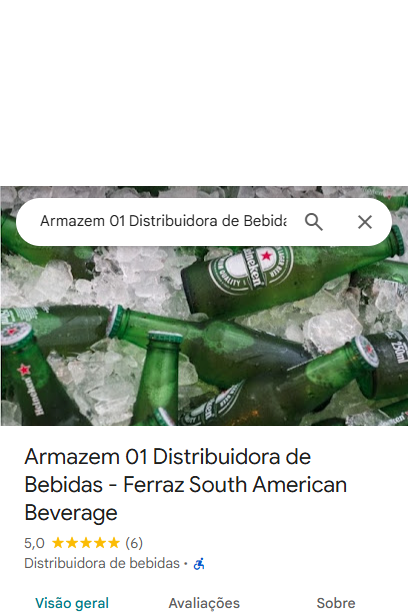 Armazem 01 Distribuidora de Bebida
Heineken
QUALITY
Heineken
Armazem 01 Distribuidora de
Bebidas - Ferraz South American
Beverage
5,0 ★★★★★ (6)
Distribuidora de bebidas ·
Visão geral Avaliações Sobre